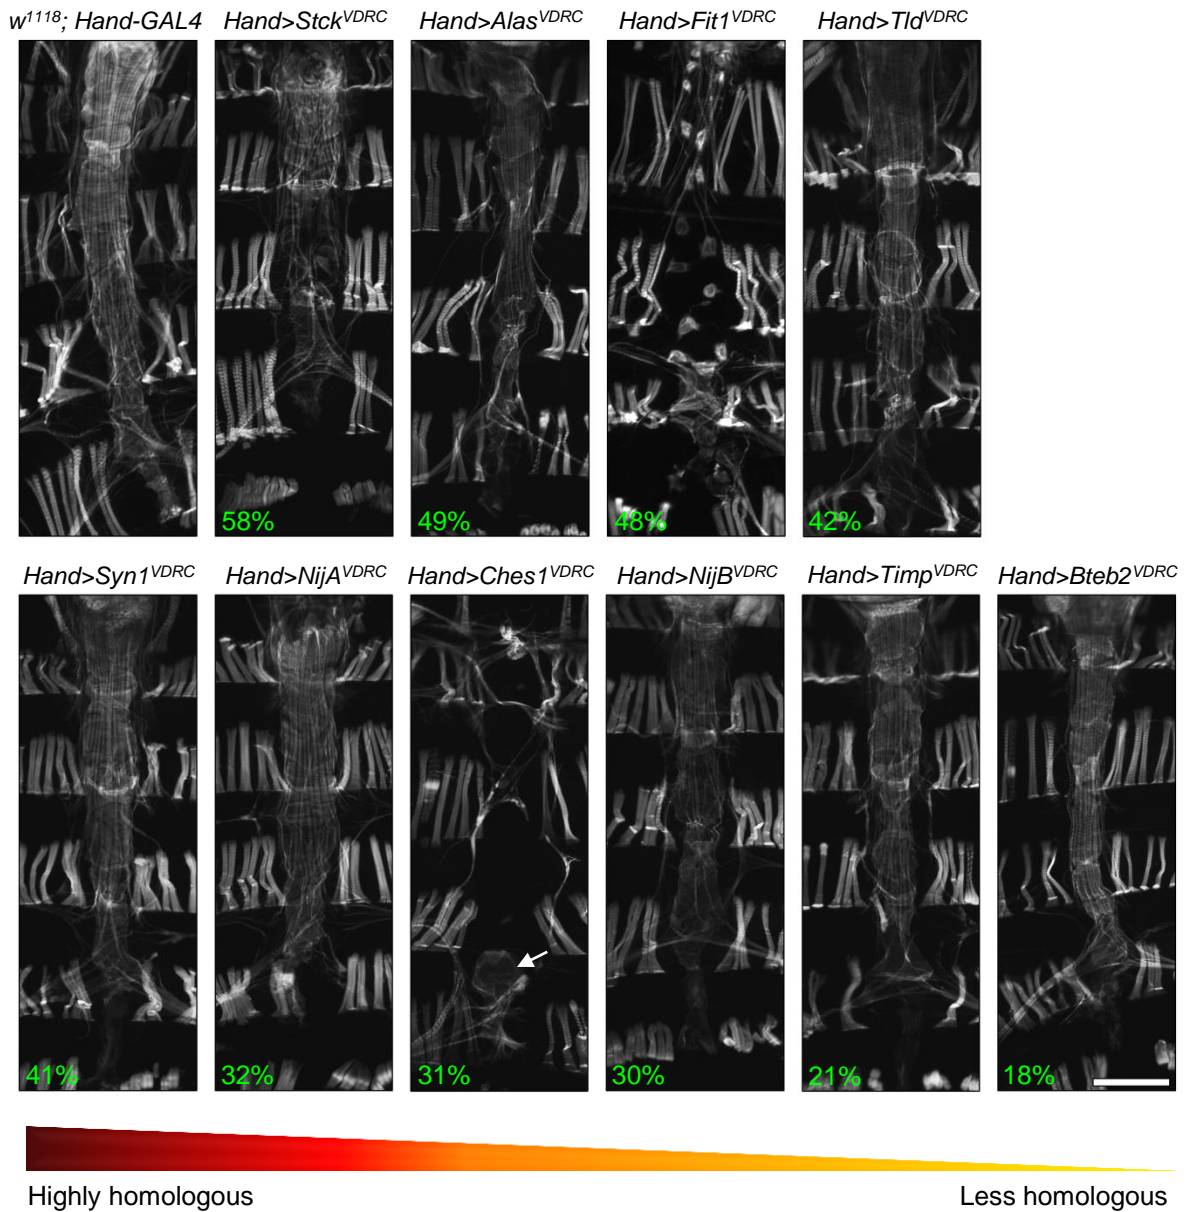 w1118; Hand-GAL4 Hand>StckVDRC Hand>AlasVDRC Hand>Fit1VDRC Hand>TldVDRC
58% 49% 48% 42%
Hand>Syn1VDRC Hand>NijAVDRC Hand>Ches1VDRC Hand>NijBVDRC Hand>TimpVDRC Hand>Bteb2VDRC
41% 32% 31% 30% 21% 18%
Highly homologous Less homologous